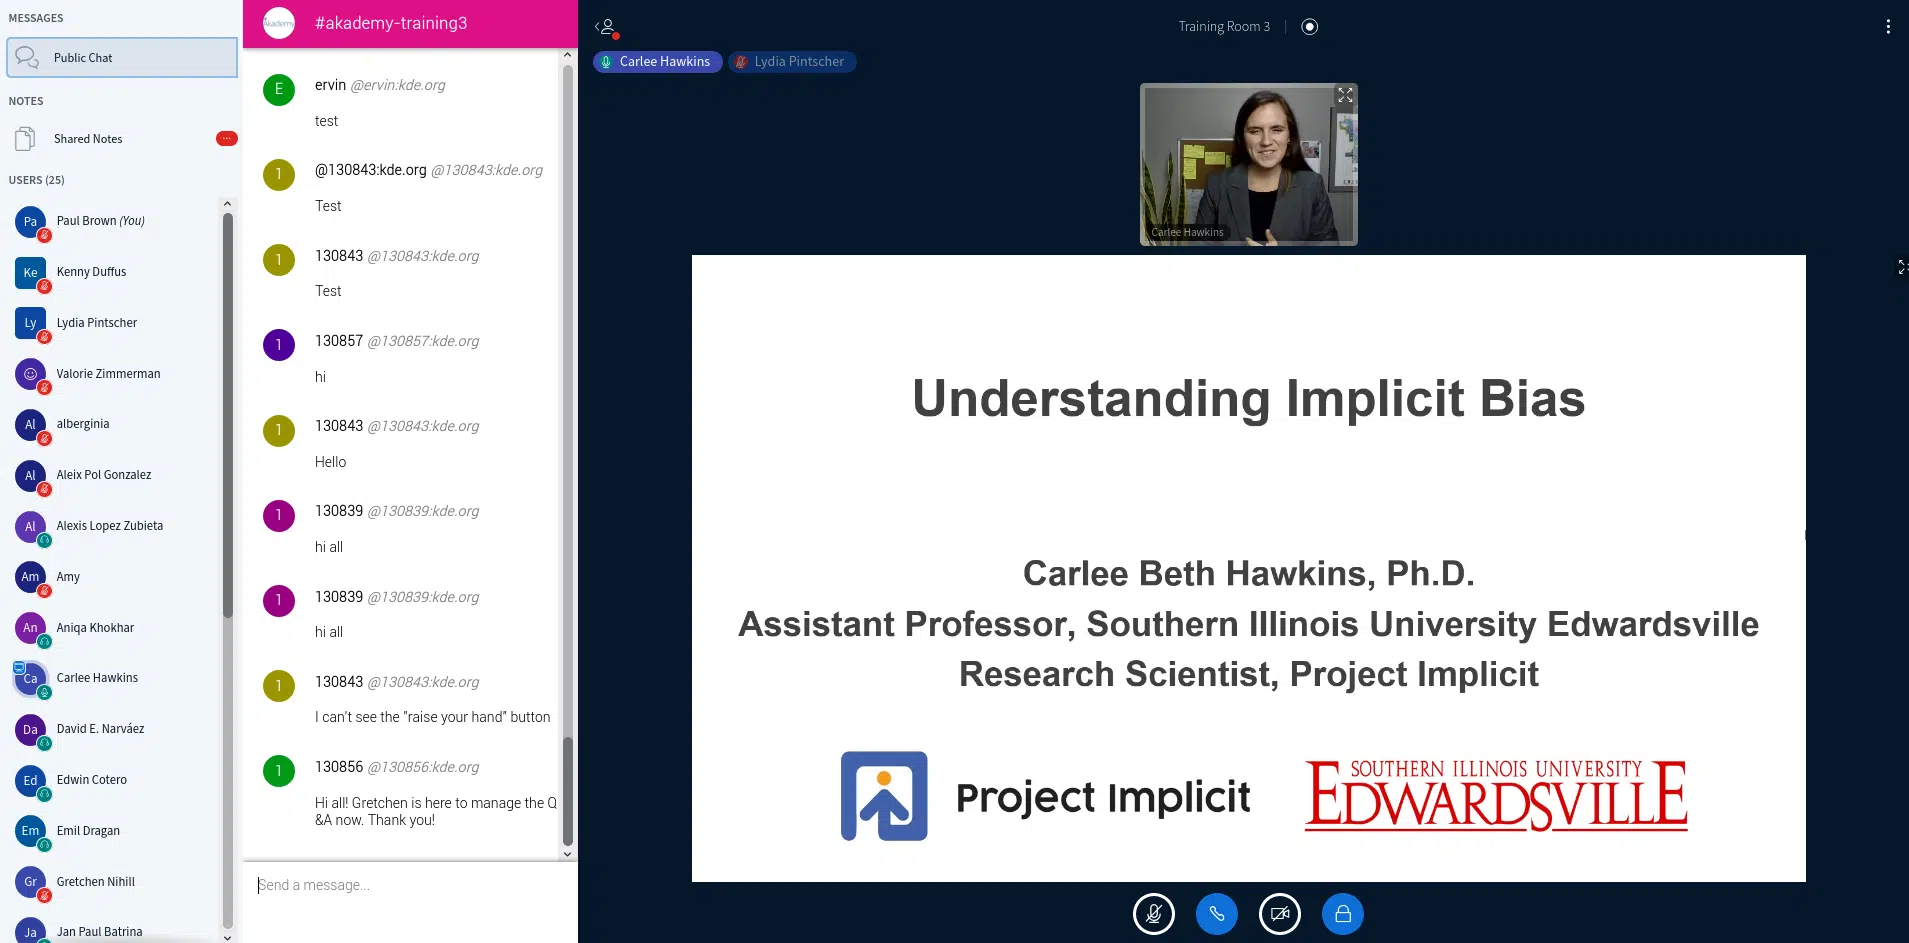 MESSAGES
Public Chat
NOTES
Shared Notes
USERS (25)
Pa
Paul Brown (You)
Ke
Kenny Duffus
Ly
Lydia Pintscher
Valorie Zimmerman
Al
alberginia
Al
Aleix Pol Gonzalez
Al
Alexis Lopez Zubieta
Am
Amy
An
Aniqa Khokhar
Ca
Carlee Hawkins
Da
David E. Narváez
Ed
Edwin Cotero
Em
Emil Dragan
Gr
Gretchen Nihill
Ja
Jan Paul Batrina
Akademy
#akademy-training3
E
ervin @ervin:kde.org
test
1
@130843:kde.org @130843:kde.org
Test
1
130843 @130843:kde.org
Test
1
130857 @130857:kde.org
hi
1
130843 @130843:kde.org
Hello
1
130839 @130839:kde.org
hi all
1
130839 @130839:kde.org
hi all
1
130843 @130843:kde.org
I can't see the "raise your hand" button
1
130856 @130856:kde.org
Hi all! Gretchen is here to manage the Q
&A now. Thank you!
Send a message...
Training Room 3
Carlee Hawkins
Lydia Pintscher
Carlee Hawkins
Understanding Implicit Bias
Carlee Beth Hawkins, Ph.D.
Assistant Professor, Southern Illinois University Edwardsville
Research Scientist, Project Implicit
Project Implicit
SOUTHERN ILLINOIS UNIVERSITY
EDWARDSVILLE